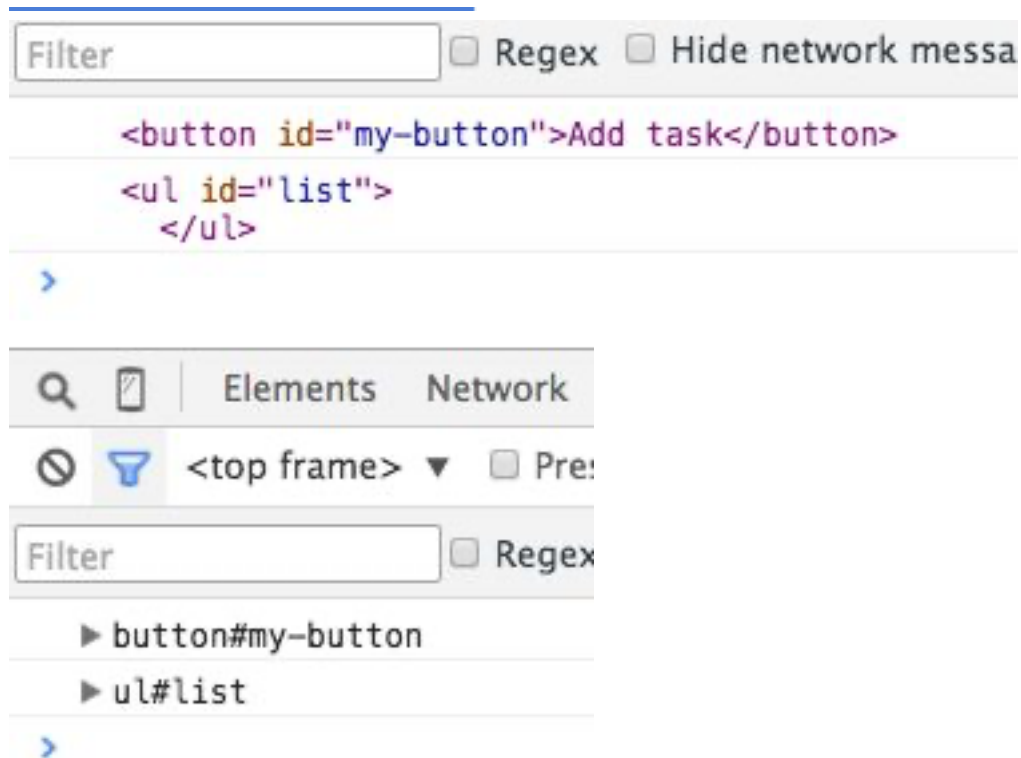 Filter Regex Hide network messa
<button id="my-button">Add task</button>
<ul id="list">
</ul>
>
Elements Network
<top frame> ▼ Pres
Filter Regex
▶ button#my-button
▶ ul#list
>